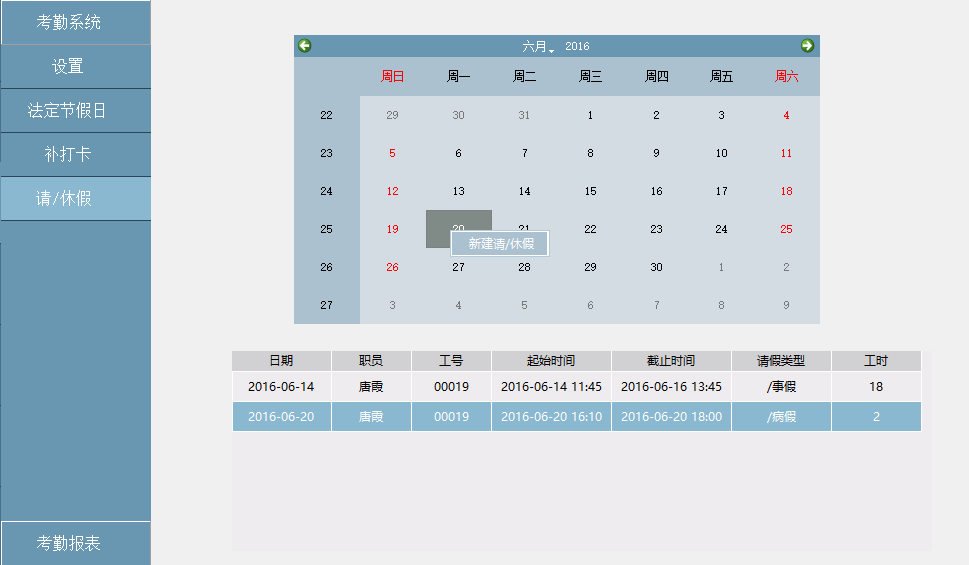 考勤系统
设置
法定节假日
补打卡
请/休假
考勤报表
六月 2016
周日 周一 周二 周三 周四 周五 周六
22 29 30 31 1 2 3 4
23 5 6 7 8 9 10 11
24 12 13 14 15 16 17 18
25 19 20 21 22 23 24 25
新建请/休假
26 26 27 28 29 30 1 2
27 3 4 5 6 7 8 9
日期 职员 工号 起始时间 截止时间 请假类型 工时
2016-06-14 唐霞 00019 2016-06-14 11:45 2016-06-16 13:45 /事假 18
2016-06-20 唐霞 00019 2016-06-20 16:10 2016-06-20 18:00 /病假 2